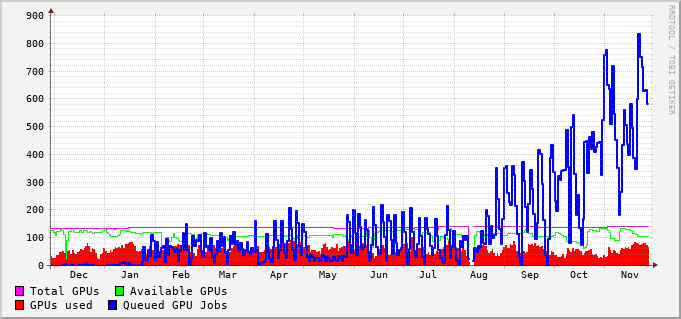 900
800
700
600
500
400
300
200
100
0
Dec Jan Feb Mar Apr May Jun Jul Aug Sep Oct Nov
Total GPUs Available GPUs
GPUs used Queued GPU Jobs
RRDTOOL / TOBI OETIKER